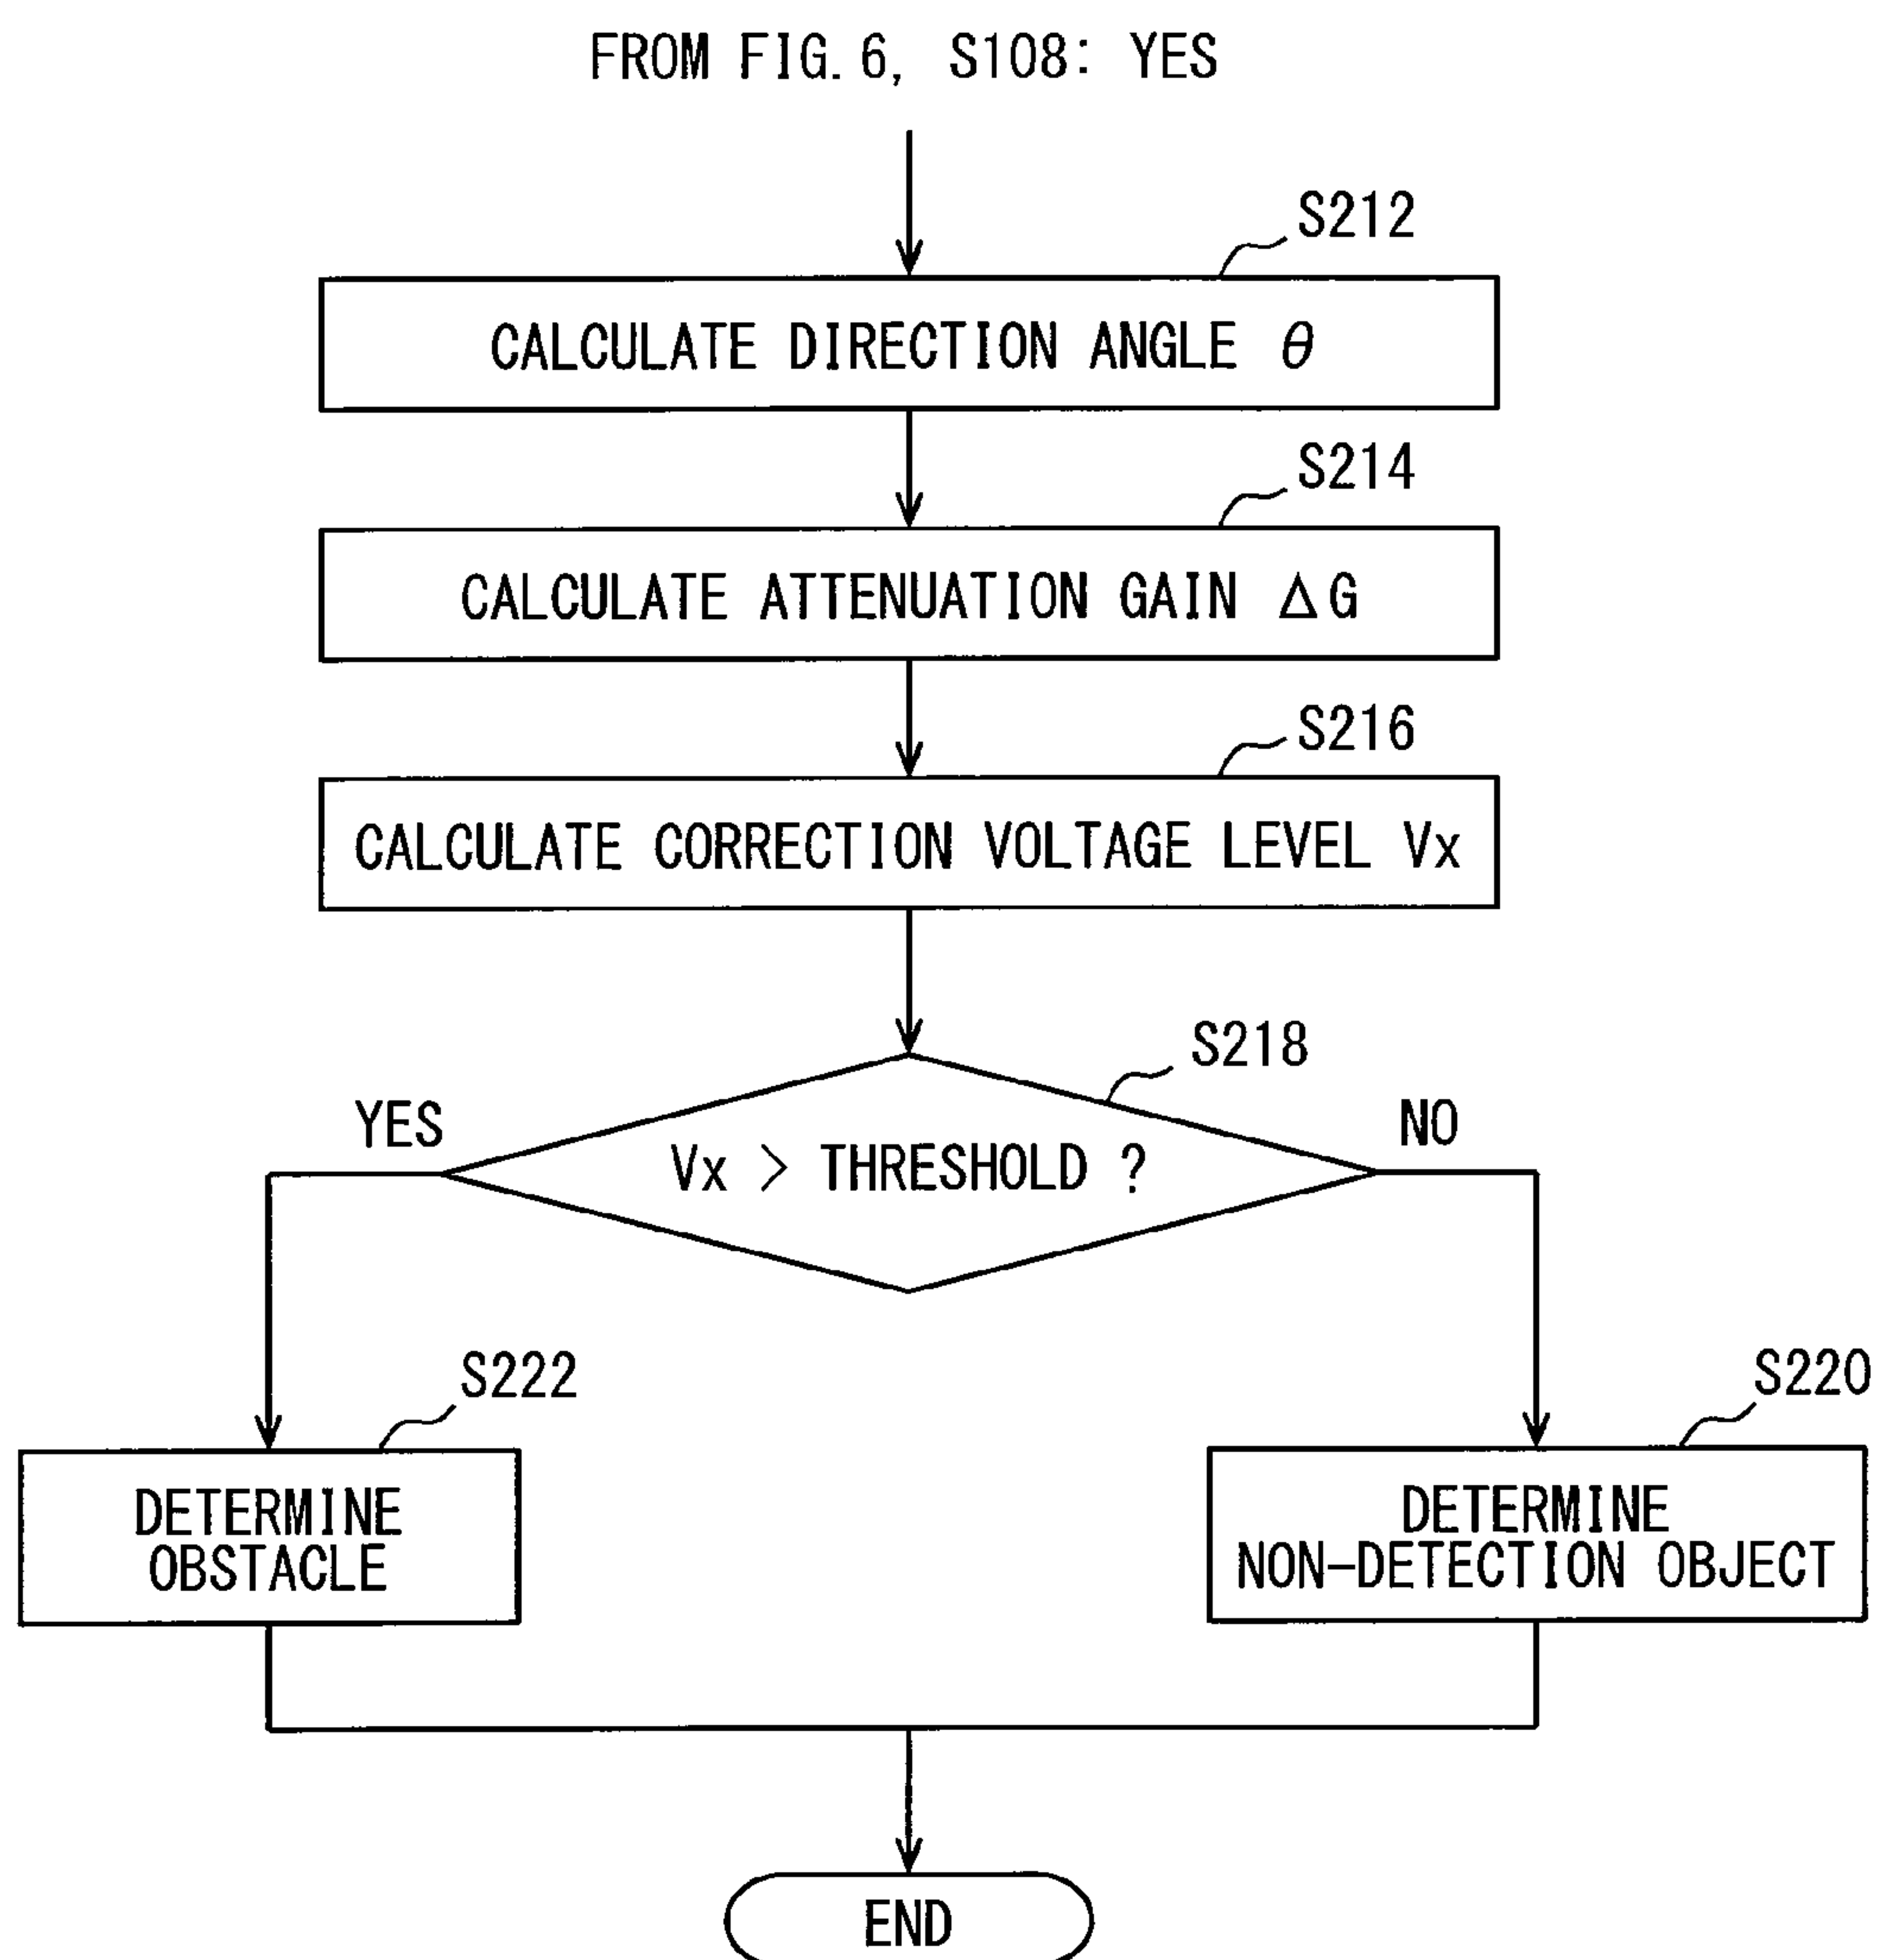 FROM FIG. 6, S108: YES
S212
CALCULATE DIRECTION ANGLE θ
S214
CALCULATE ATTENUATION GAIN ΔG
S216
CALCULATE CORRECTION VOLTAGE LEVEL Vx
S218
YES
Vx > THRESHOLD ?
NO
S222
DETERMINE
OBSTACLE
S220
DETERMINE
NON-DETECTION OBJECT
END